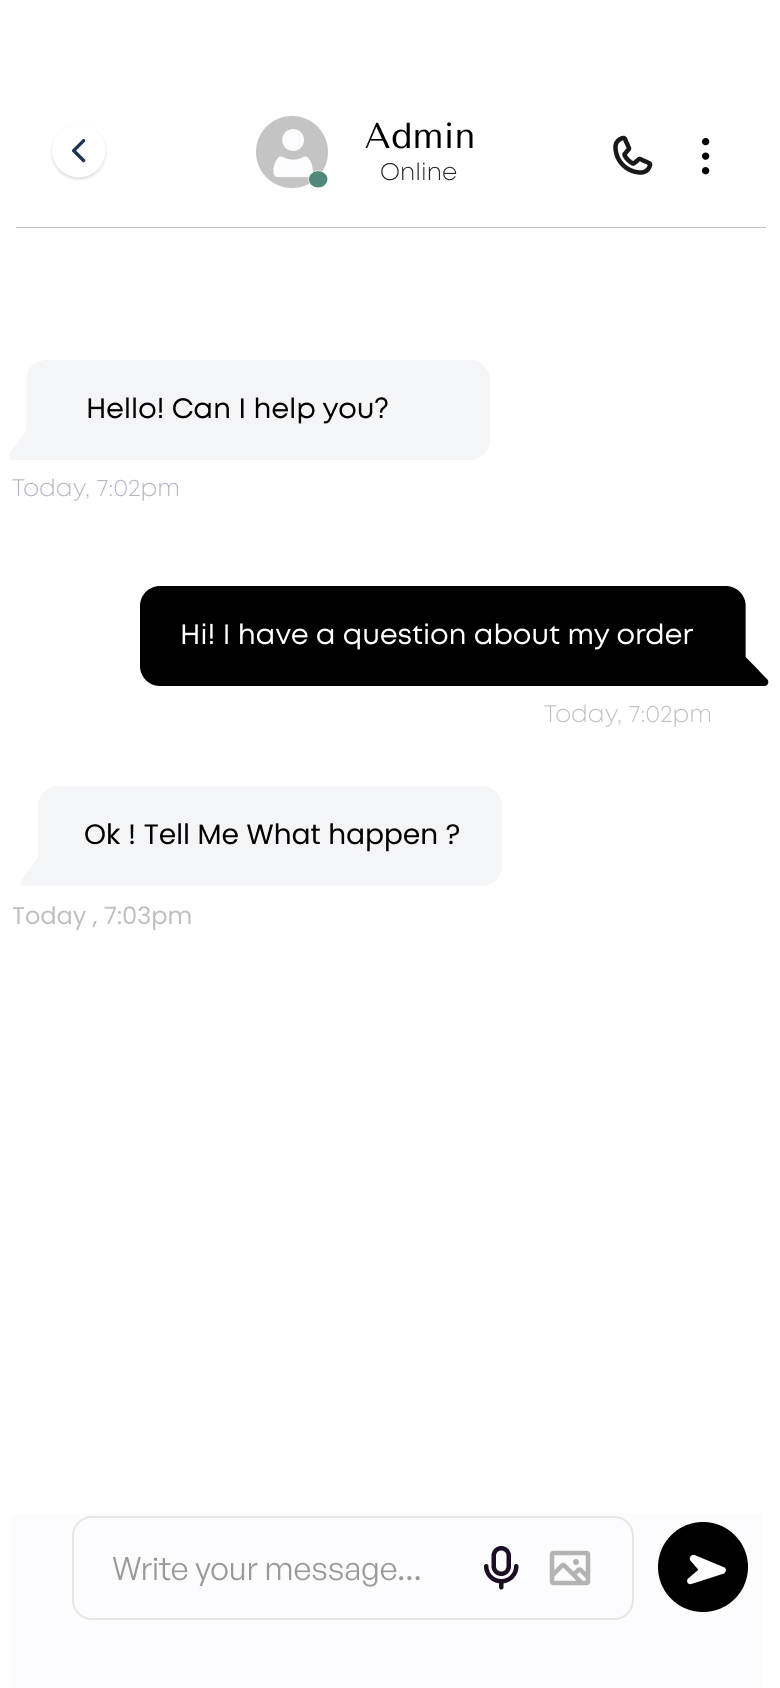 Admin
Online
Hello! Can I help you?
Today, 7:02pm
Hi! I have a question about my order
Today, 7:02pm
Ok ! Tell Me What happen ?
Today , 7:03pm
Write your message...